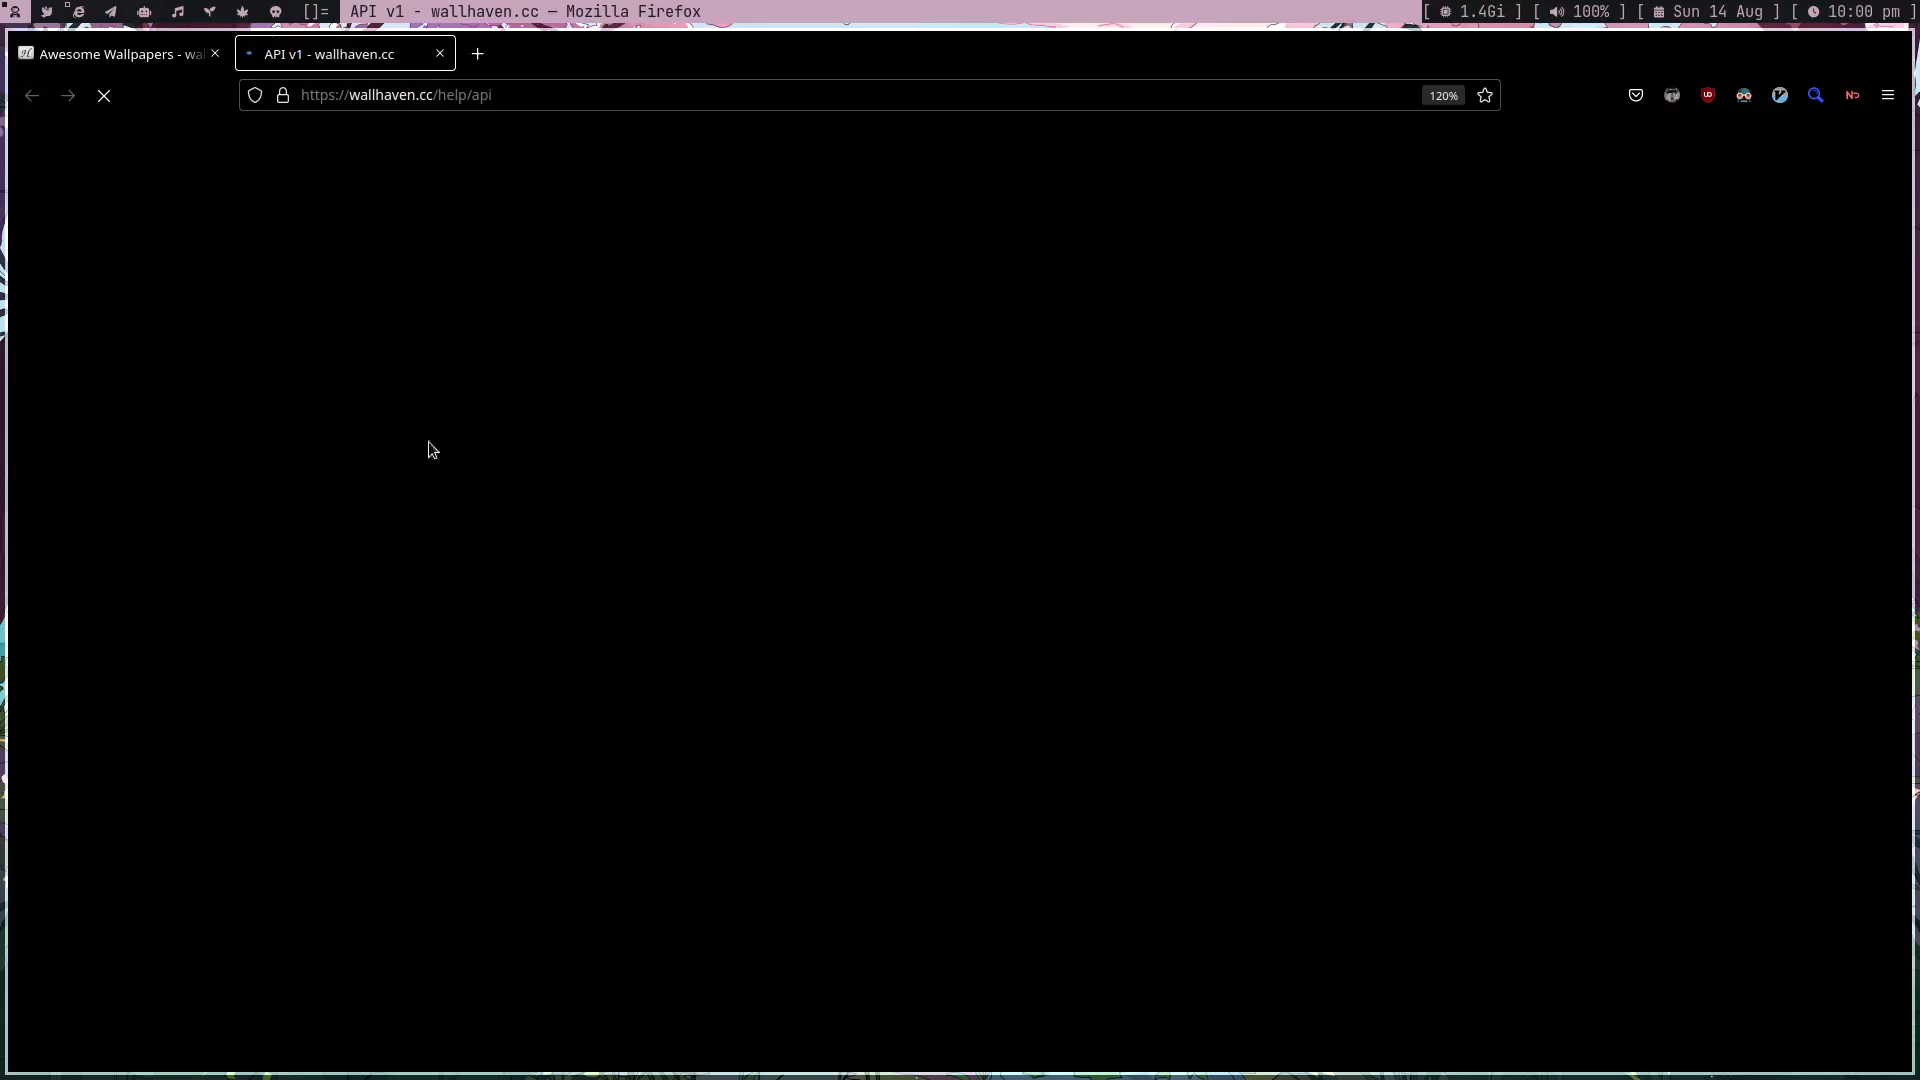 []= API v1 - wallhaven.cc — Mozilla Firefox [ 1.4Gi ] [ 100% ] [ Sun 14 Aug ] [ 10:00 pm ]
Awesome Wallpapers - wal API v1 - wallhaven.cc
https://wallhaven.cc/help/api 120%